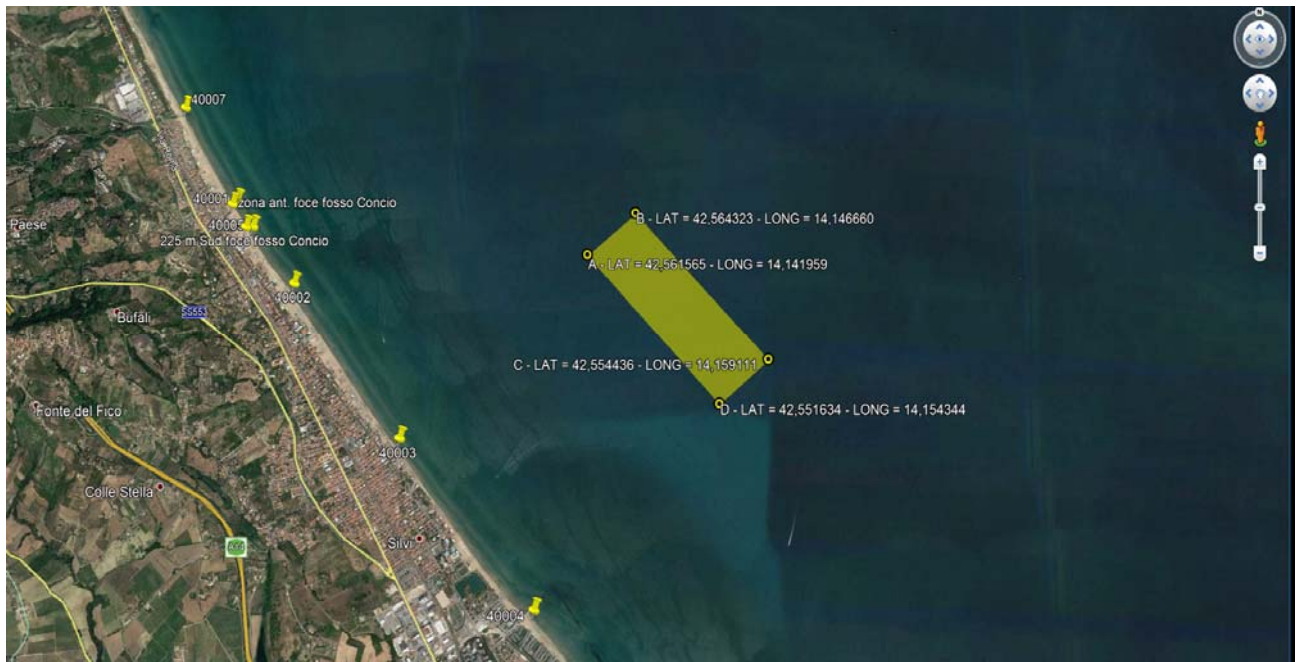 40007
40001
zona ant. foce fosso Concio
40005
Paese
225 m Sud foce fosso Concio
B - LAT = 42,564323 - LONG = 14,146660
A - LAT = 42,561565 - LONG = 14,141959
40002
SS553
Bufali
C - LAT = 42,554436 - LONG = 14,159111
D - LAT = 42,551634 - LONG = 14,154344
Fonte del Fico
40003
Colle Stella
Silvi
40004